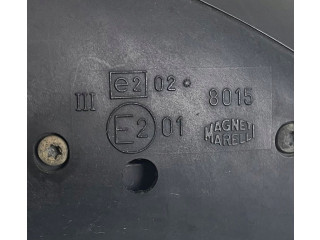 III e2 02 • 8015
E2 01
MAGNETI
MARELLI